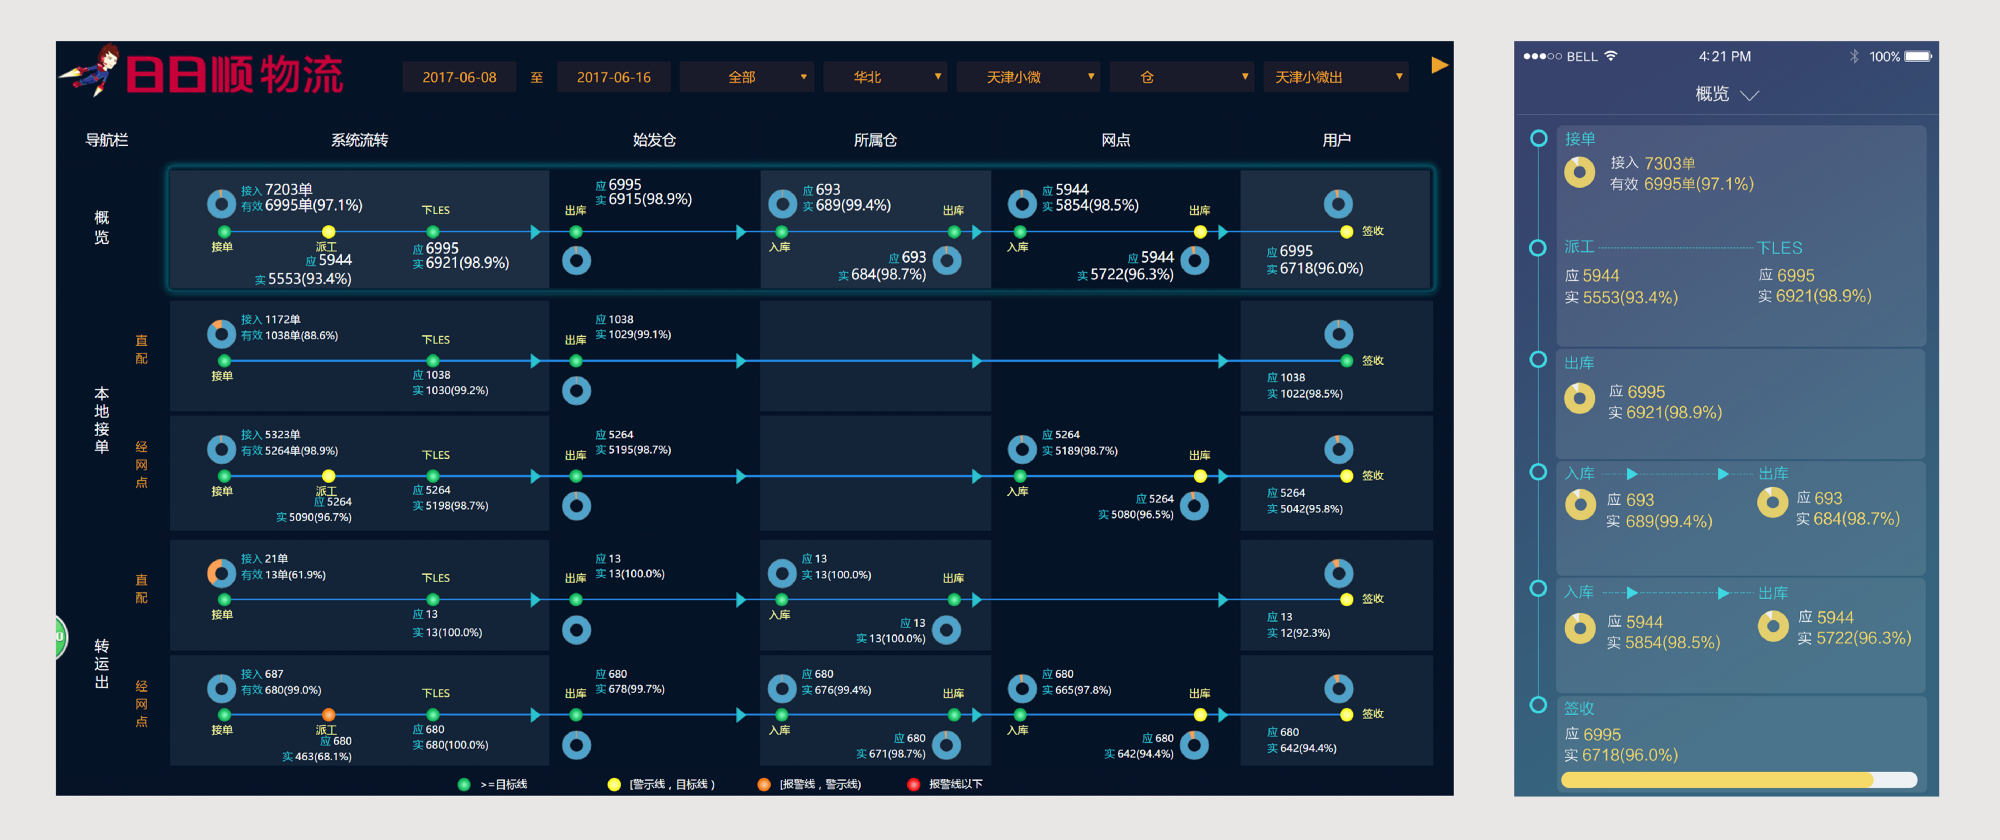 日日顺物流
2017-06-08 至 2017-06-16 全部 华北 天津小微 仓 天津小微出
导航栏 系统流转 始发仓 所属仓 网点 用户
概览
接入 7203单
有效 6995单(97.1%)
接单
派工
应 5944
实 5553(93.4%)
下LES
应 6995
实 6921(98.9%)
出库
应 6995
实 6915(98.9%)
应 693
实 689(99.4%)
入库
出库
应 693
实 684(98.7%)
应 5944
实 5854(98.5%)
入库
出库
应 5944
实 5722(96.3%)
签收
应 6995
实 6718(96.0%)
本地接单
直配
接入 1172单
有效 1038单(88.6%)
接单
下LES
应 1038
实 1030(99.2%)
出库
应 1038
实 1029(99.1%)
签收
应 1038
实 1022(98.5%)
经网点
接入 5323单
有效 5264单(98.9%)
接单
派工
应 5264
实 5090(96.7%)
下LES
应 5264
实 5198(98.7%)
出库
应 5264
实 5195(98.7%)
应 5264
实 5189(98.7%)
入库
出库
应 5264
实 5080(96.5%)
签收
应 5264
实 5042(95.8%)
转运出
直配
接入 21单
有效 13单(61.9%)
接单
下LES
应 13
实 13(100.0%)
出库
应 13
实 13(100.0%)
应 13
实 13(100.0%)
入库
出库
应 13
实 13(100.0%)
签收
应 13
实 12(92.3%)
经网点
接入 687
有效 680(99.0%)
接单
派工
应 680
实 463(68.1%)
下LES
应 680
实 680(100.0%)
出库
应 680
实 678(99.7%)
应 680
实 676(99.4%)
入库
出库
应 680
实 671(98.7%)
应 680
实 665(97.8%)
入库
出库
应 680
实 642(94.4%)
签收
应 680
实 642(94.4%)
>=目标线 [警示线，目标线) [报警线，警示线) 报警线以下
BELL 4:21 PM 100%
概览
接单
接入 7303单
有效 6995单(97.1%)
派工 下LES
应 5944 应 6995
实 5553(93.4%) 实 6921(98.9%)
出库
应 6995
实 6921(98.9%)
入库 出库
应 693 应 693
实 689(99.4%) 实 684(98.7%)
入库 出库
应 5944 应 5944
实 5854(98.5%) 实 5722(96.3%)
签收
应 6995
实 6718(96.0%)